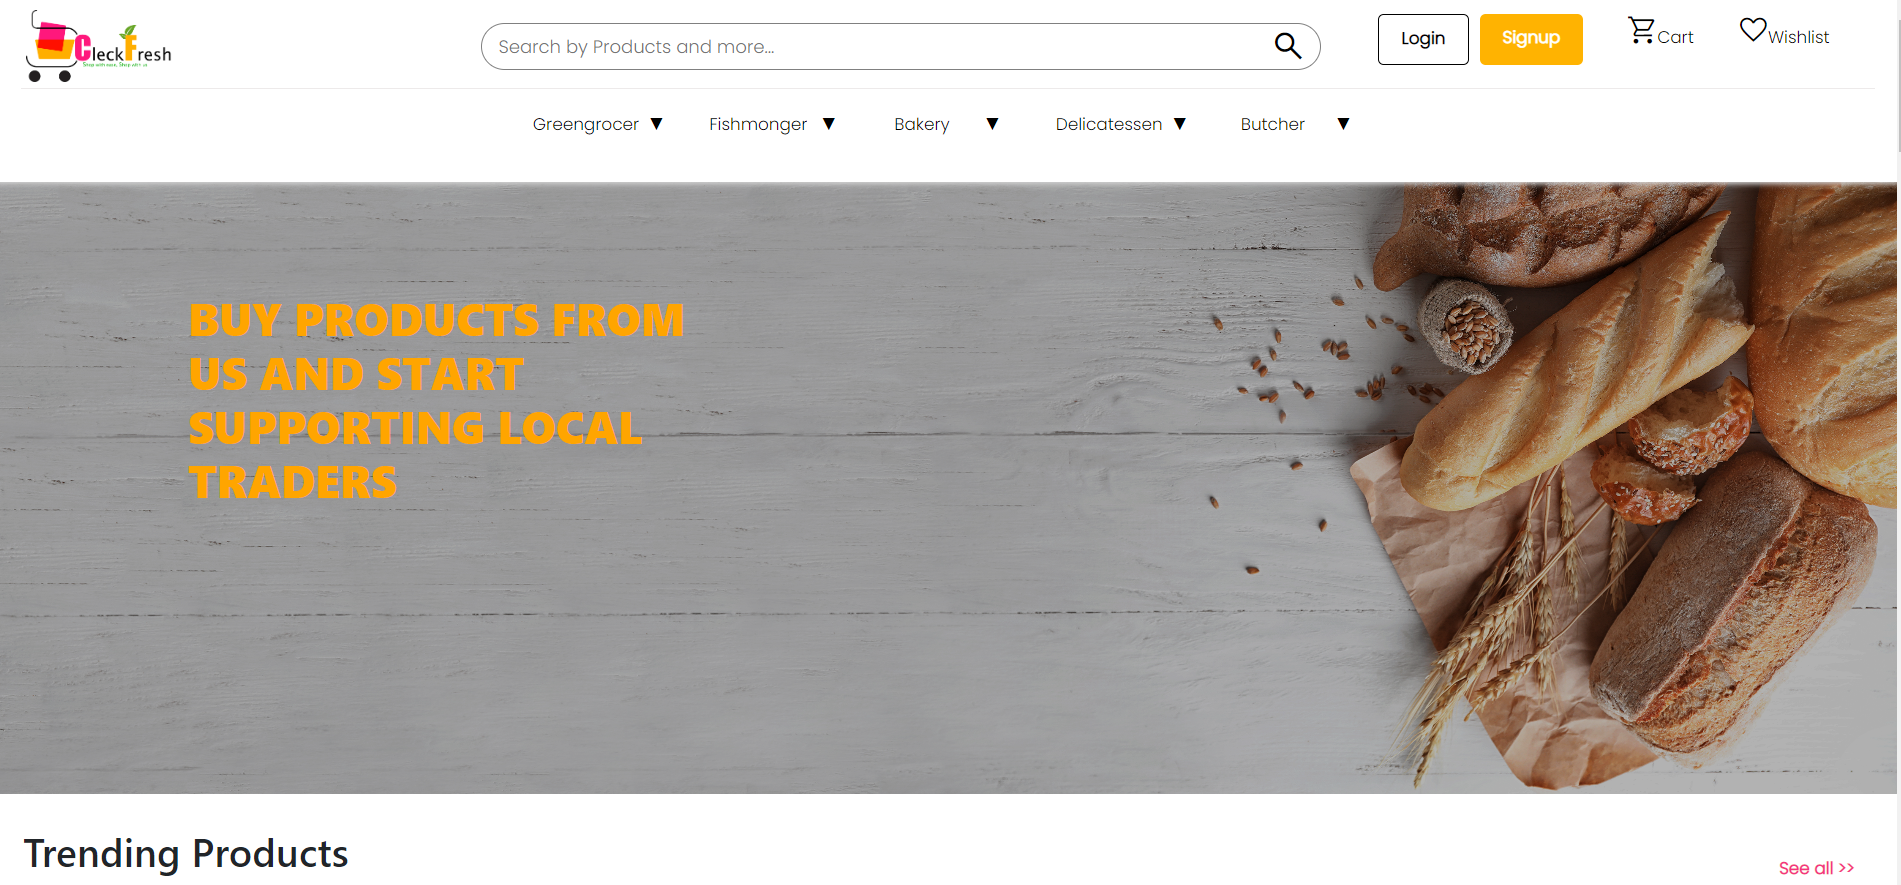 CleckFresh
Search by Products and more...
Login
Signup
Cart
Wishlist
Greengrocer ▼
Fishmonger ▼
Bakery ▼
Delicatessen ▼
Butcher ▼
BUY PRODUCTS FROM
US AND START
SUPPORTING LOCAL
TRADERS
Trending Products
See all >>